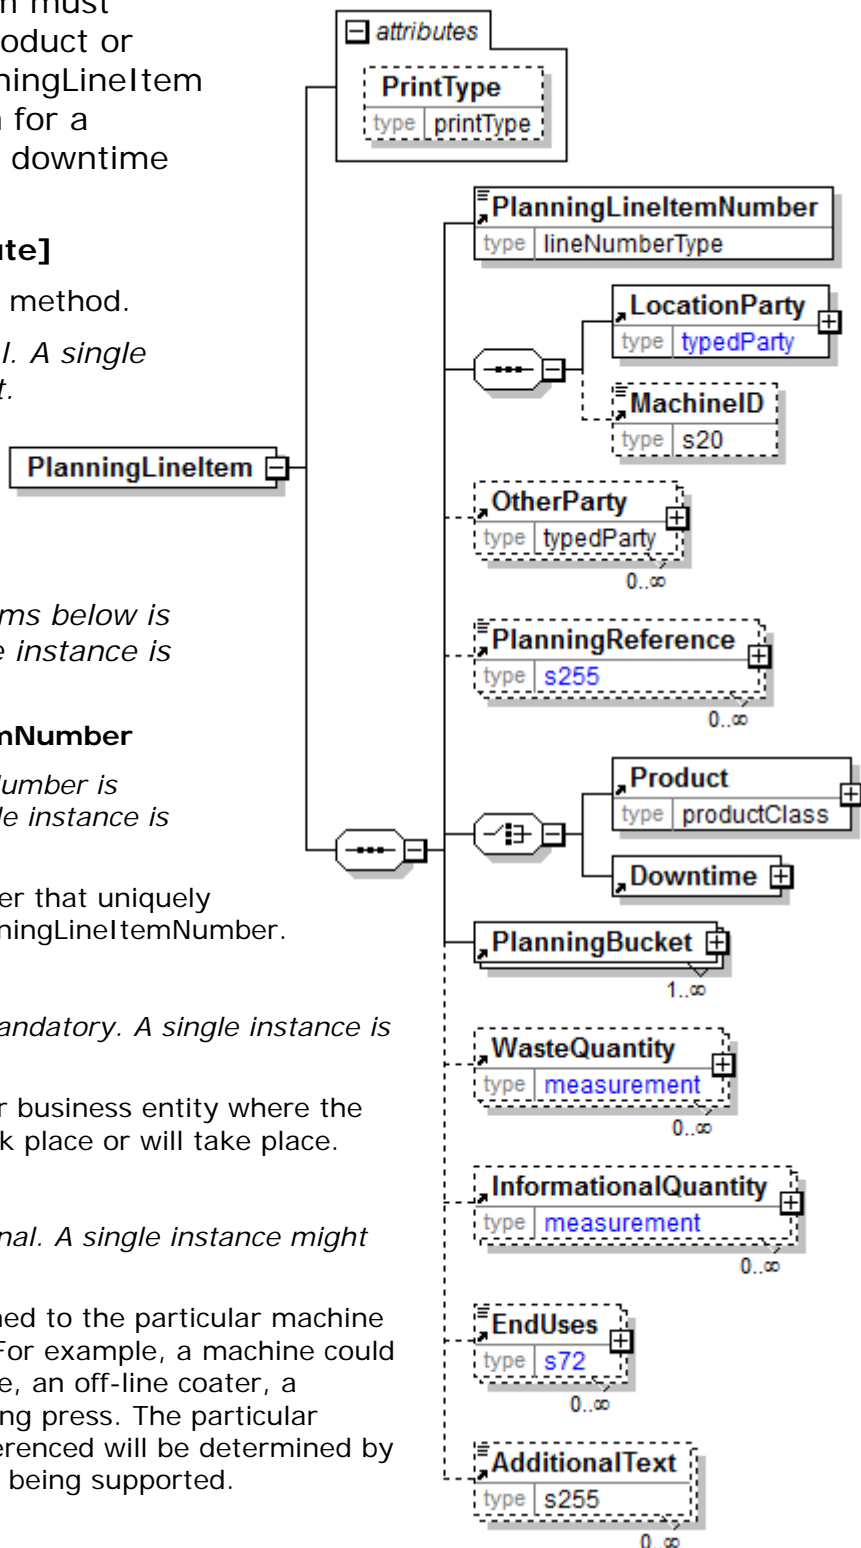 m must
oduct or
ningLineItem
n for a
downtime
ute]
method.
l. A single
t.
ms below is
e instance is
mNumber
Number is
le instance is
er that uniquely
nningLineItemNumber.
andatory. A single instance is
r business entity where the
k place or will take place.
nal. A single instance might
ned to the particular machine
For example, a machine could
e, an off-line coater, a
ng press. The particular
erenced will be determined by
being supported.
PlanningLineItem
attributes
PrintType
type printType
PlanningLineItemNumber
type lineNumberType
LocationParty
type typedParty
MachineID
type s20
OtherParty
type typedParty
0..∞
PlanningReference
type s255
0..∞
Product
type productClass
Downtime
PlanningBucket
1..∞
WasteQuantity
type measurement
0..∞
InformationalQuantity
type measurement
0..∞
EndUses
type s72
0..∞
AdditionalText
type s255
0..∞